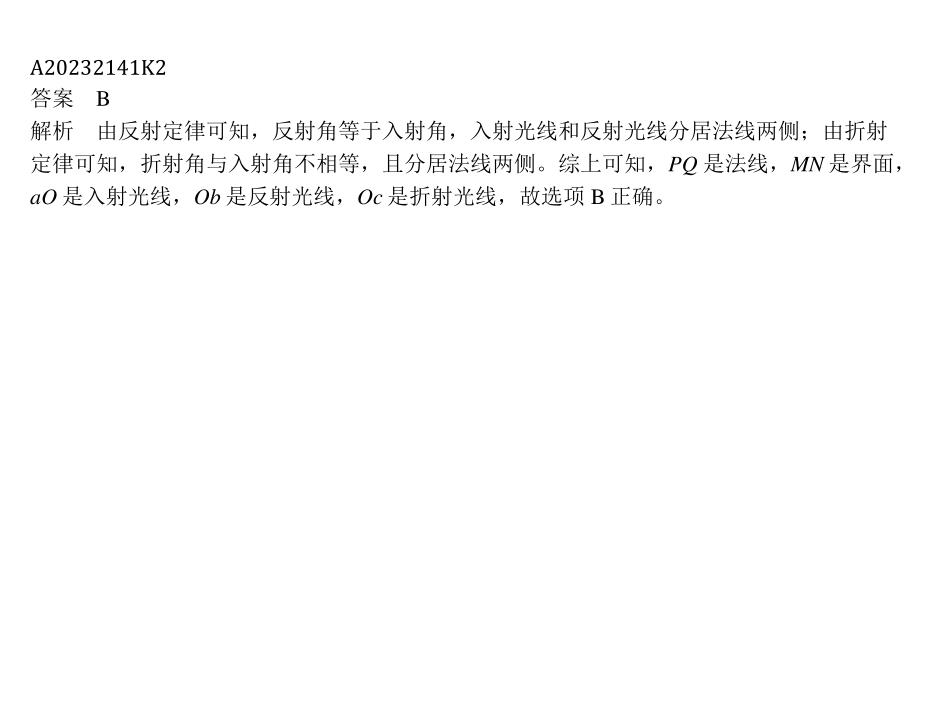 A20232141K2
答案　B
解析　由反射定律可知，反射角等于入射角，入射光线和反射光线分居法线两侧；由折射
定律可知，折射角与入射角不相等，且分居法线两侧。综上可知，PQ 是法线，MN 是界面，
aO 是入射光线，Ob 是反射光线，Oc 是折射光线，故选项 B 正确。